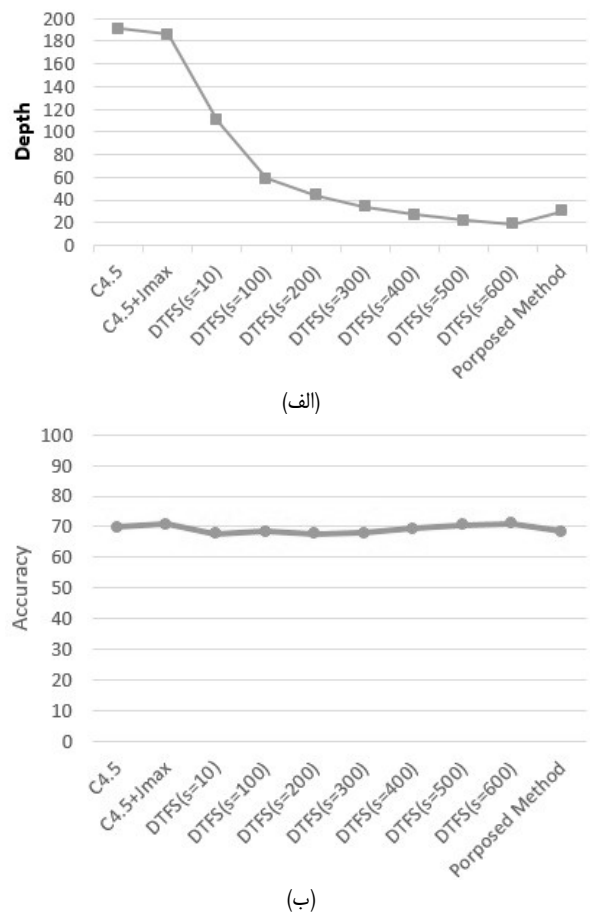 200
180
160
140
120
100
80
60
40
20
0
Depth
C4.5
C4.5+Jmax
DTFS(s=10)
DTFS(s=100)
DTFS(s=200)
DTFS(s=300)
DTFS(s=400)
DTFS(s=500)
DTFS(s=600)
Porposed Method
(الف)
100
90
80
70
60
50
40
30
20
10
0
Accuracy
C4.5
C4.5+Jmax
DTFS(s=10)
DTFS(s=100)
DTFS(s=200)
DTFS(s=300)
DTFS(s=400)
DTFS(s=500)
DTFS(s=600)
Porposed Method
(ب)